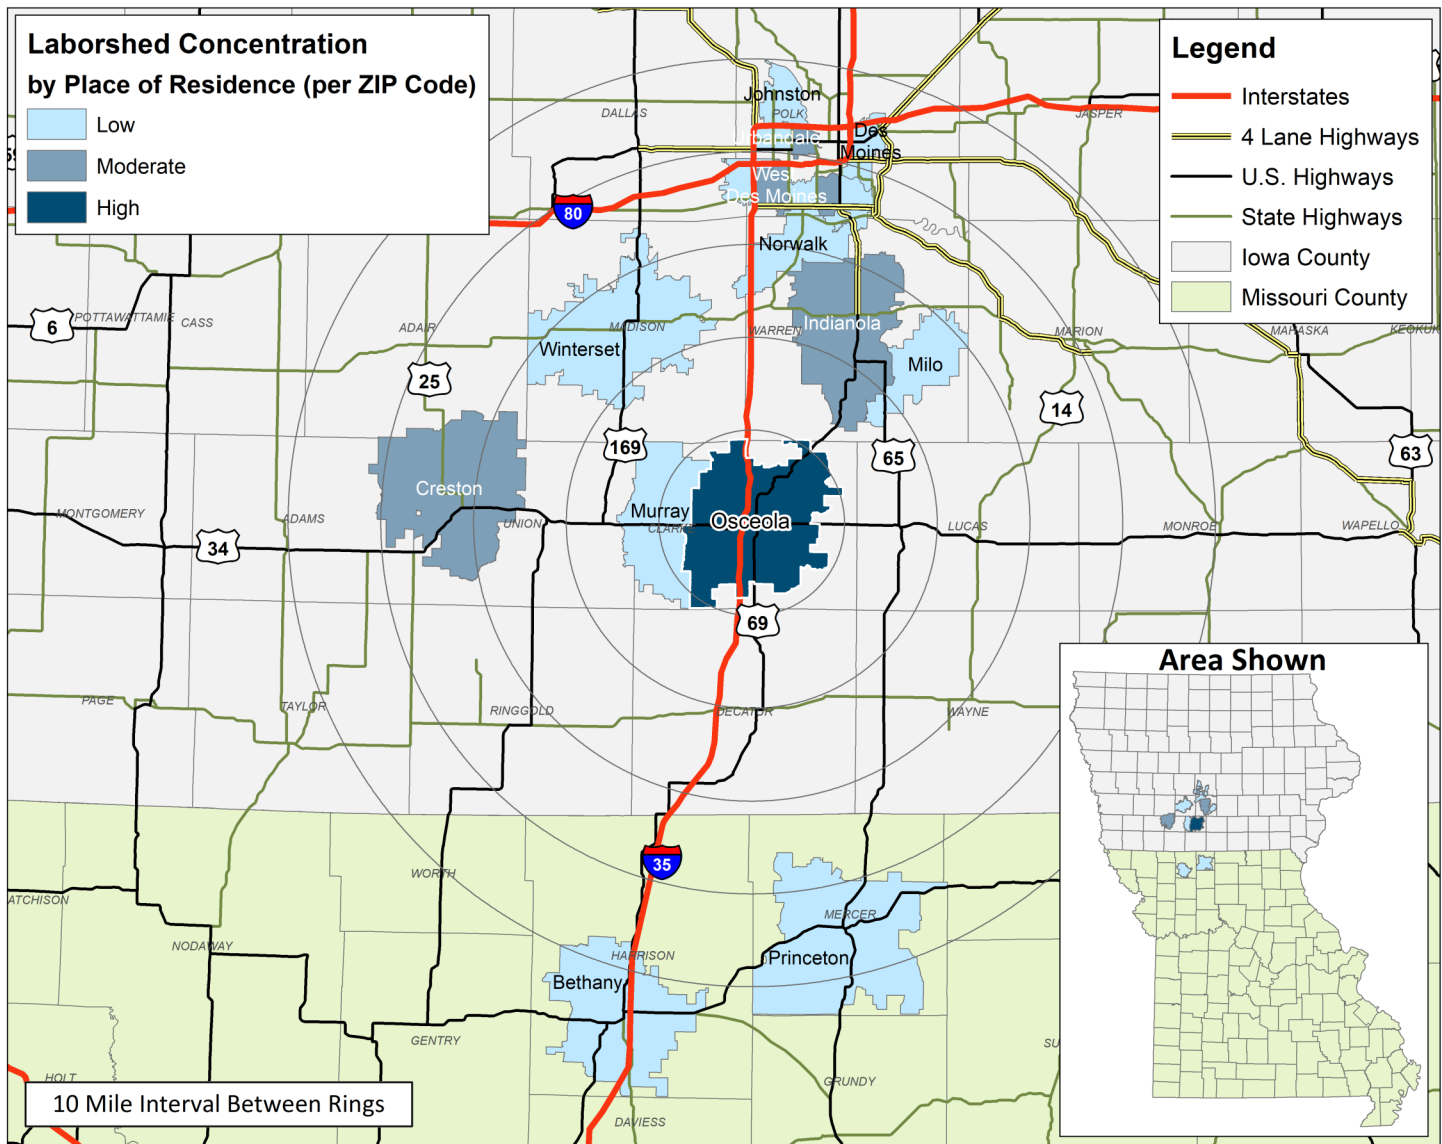 Laborshed Concentration
by Place of Residence (per ZIP Code)
Low
Moderate
High
Legend
Interstates
4 Lane Highways
U.S. Highways
State Highways
Iowa County
Missouri County
Johnston
DALLAS
POLK
JASPER
Des
Moines
Urbandale
West
Des Moines
80
Norwalk
6
POTTAWATTAMIE
CASS
ADAIR
MADISON
WARREN
Indianola
MARION
MAHASKA
KEOKUK
Winterset
Milo
25
14
169
65
63
Creston
Murray
Osceola
MONTGOMERY
ADAMS
UNION
CLARKE
LUCAS
MONROE
WAPELLO
34
69
Area Shown
PAGE
TAYLOR
RINGGOLD
DECATUR
WAYNE
35
WORTH
ATCHISON
MERCER
NODAWAY
HARRISON
Princeton
Bethany
GENTRY
SU
HOLT
GRUNDY
10 Mile Interval Between Rings
DAVIESS